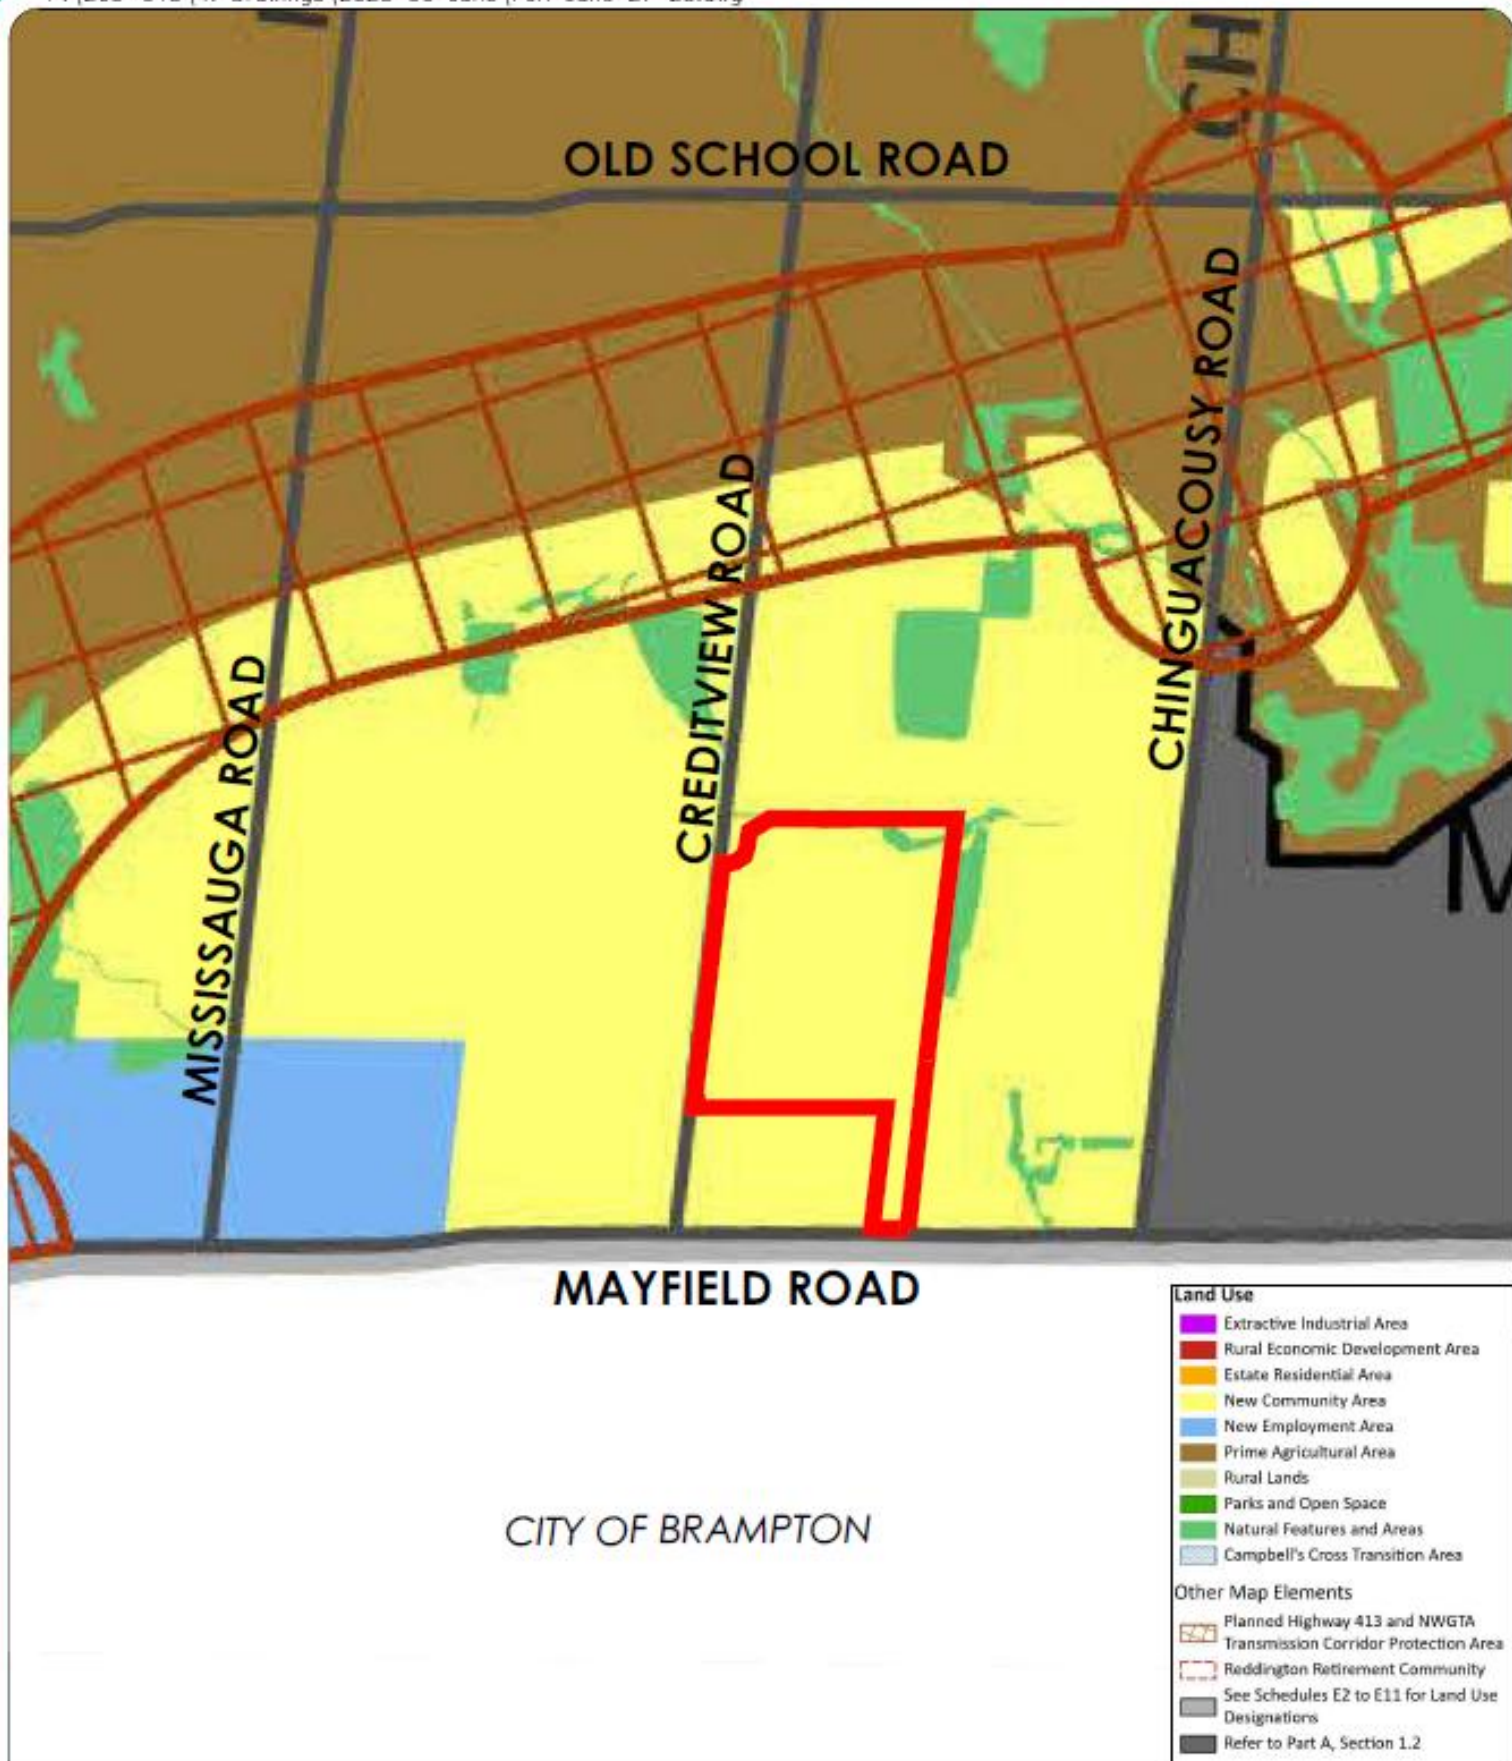 CH
OLD SCHOOL ROAD
CHINGUACOUSY ROAD
CREDITVIEW ROAD
MISSISSAUGA ROAD
M
MAYFIELD ROAD
CITY OF BRAMPTON
Land Use
Extractive Industrial Area
Rural Economic Development Area
Estate Residential Area
New Community Area
New Employment Area
Prime Agricultural Area
Rural Lands
Parks and Open Space
Natural Features and Areas
Campbell's Cross Transition Area
Other Map Elements
Planned Highway 413 and NWGTA
Transmission Corridor Protection Area
Reddington Retirement Community
See Schedules E2 to E11 for Land Use
Designations
Refer to Part A, Section 1.2